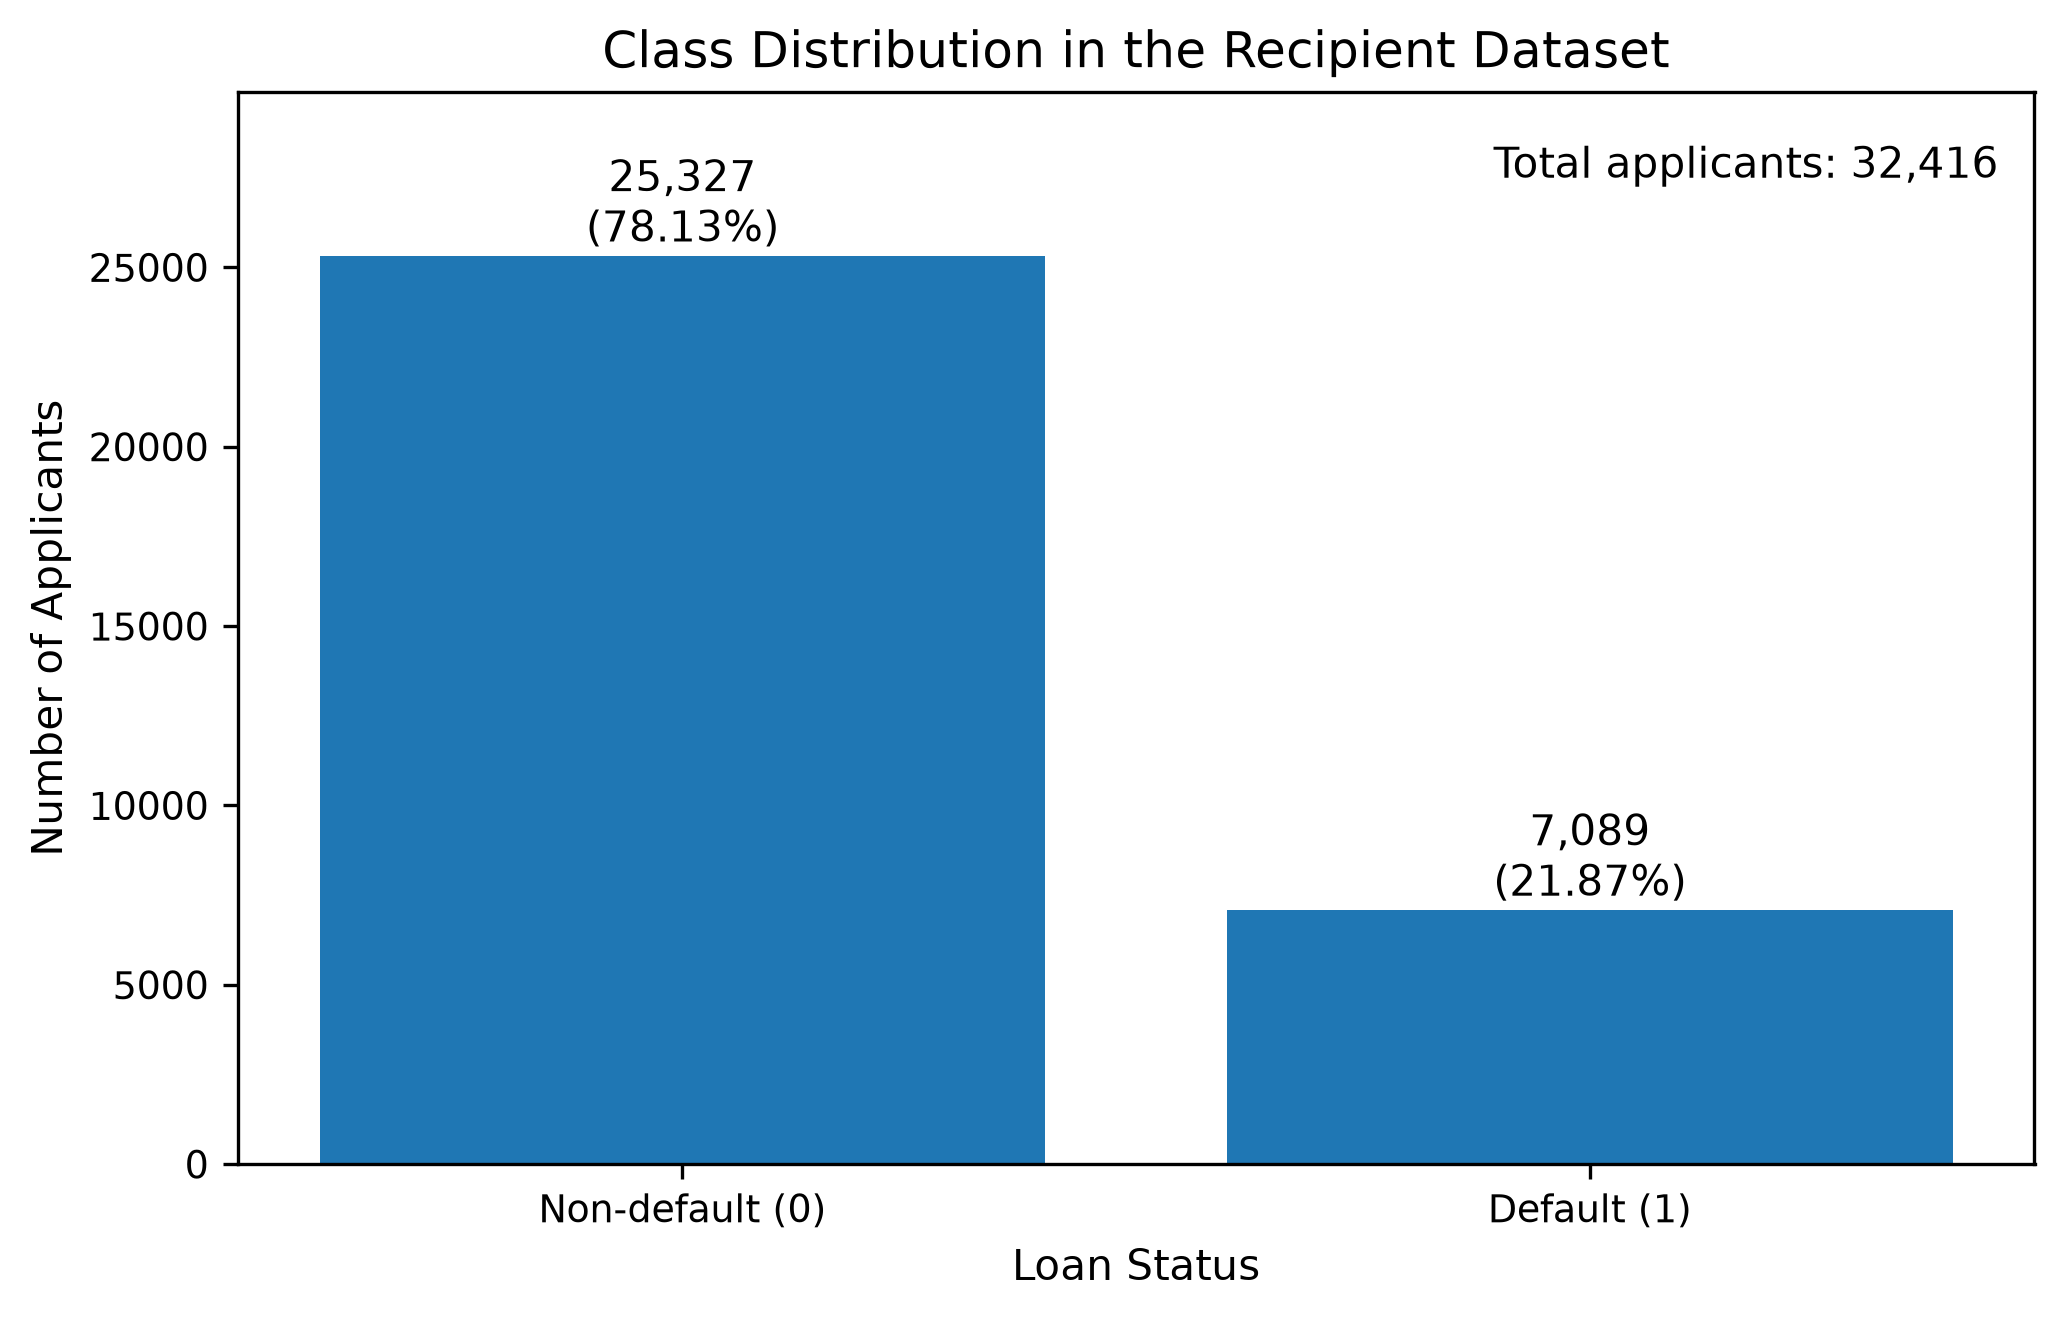 Class Distribution in the Recipient Dataset
Total applicants: 32,416
25,327
(78.13%)
7,089
(21.87%)
Number of Applicants
25000
20000
15000
10000
5000
0
Non-default (0)
Default (1)
Loan Status